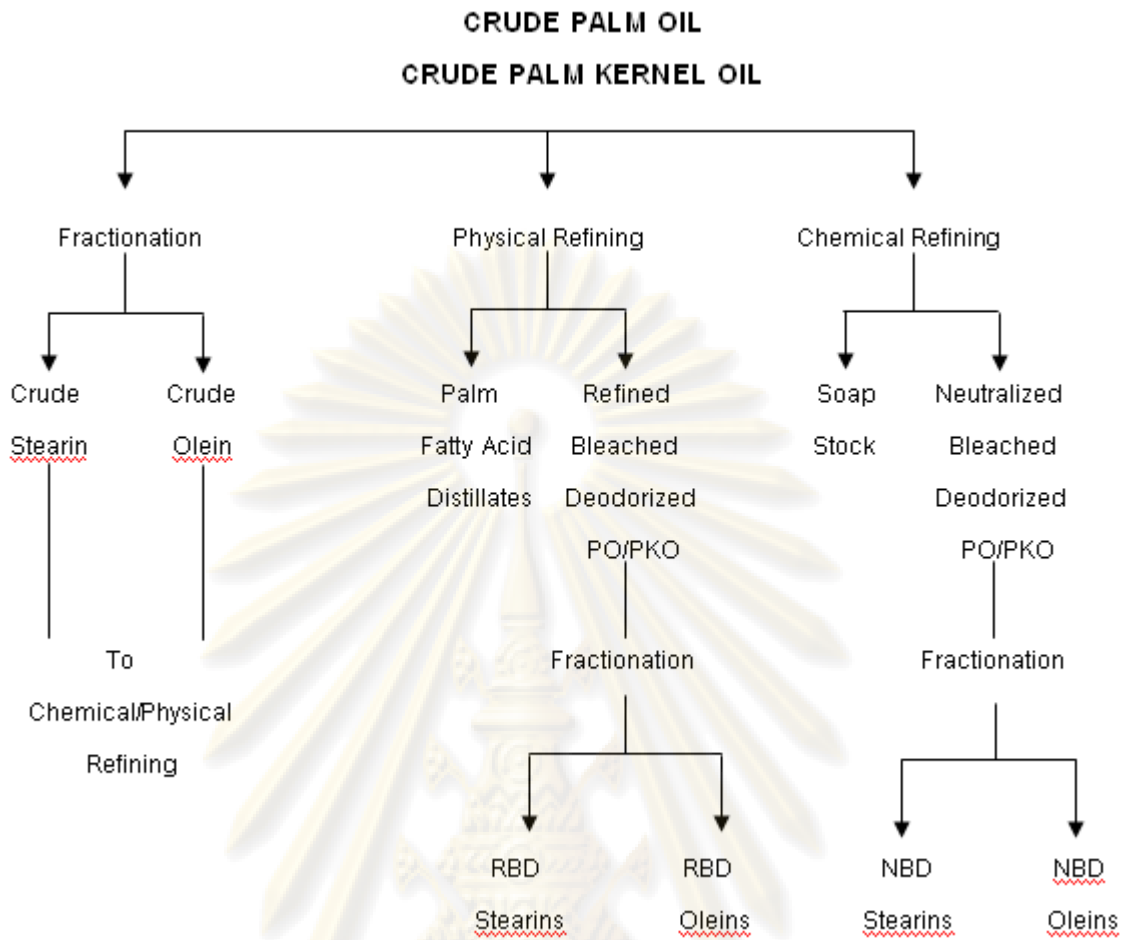 CRUDE PALM OIL
CRUDE PALM KERNEL OIL
Fractionation
Physical Refining
Chemical Refining
Crude
Stearin
Crude
Olein
Palm
Fatty Acid
Distillates
Refined
Bleached
Deodorized
PO/PKO
Soap
Stock
Neutralized
Bleached
Deodorized
PO/PKO
To
Chemical/Physical
Refining
Fractionation
Fractionation
RBD
Stearins
RBD
Oleins
NBD
Stearins
NBD
Oleins